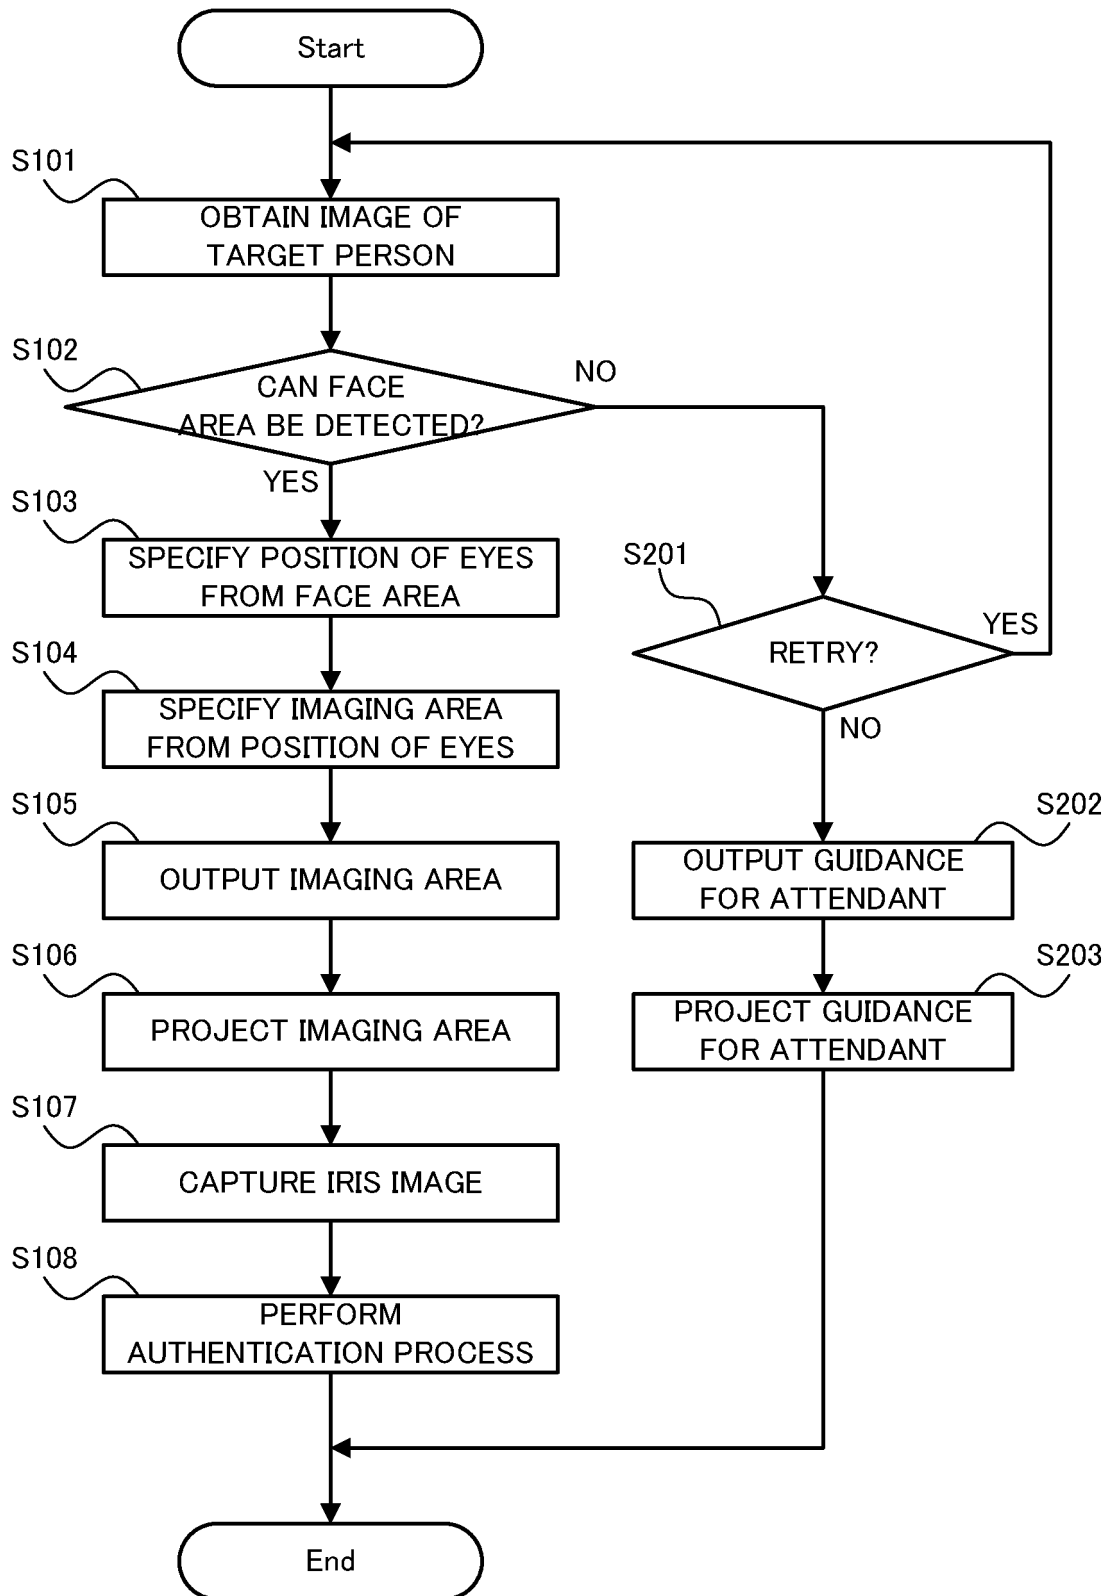 Start
S101
OBTAIN IMAGE OF
TARGET PERSON
S102
CAN FACE
AREA BE DETECTED?
NO
YES
S103
SPECIFY POSITION OF EYES
FROM FACE AREA
S201
RETRY?
YES
NO
S104
SPECIFY IMAGING AREA
FROM POSITION OF EYES
S105
OUTPUT IMAGING AREA
S202
OUTPUT GUIDANCE
FOR ATTENDANT
S106
PROJECT IMAGING AREA
S203
PROJECT GUIDANCE
FOR ATTENDANT
S107
CAPTURE IRIS IMAGE
S108
PERFORM
AUTHENTICATION PROCESS
End